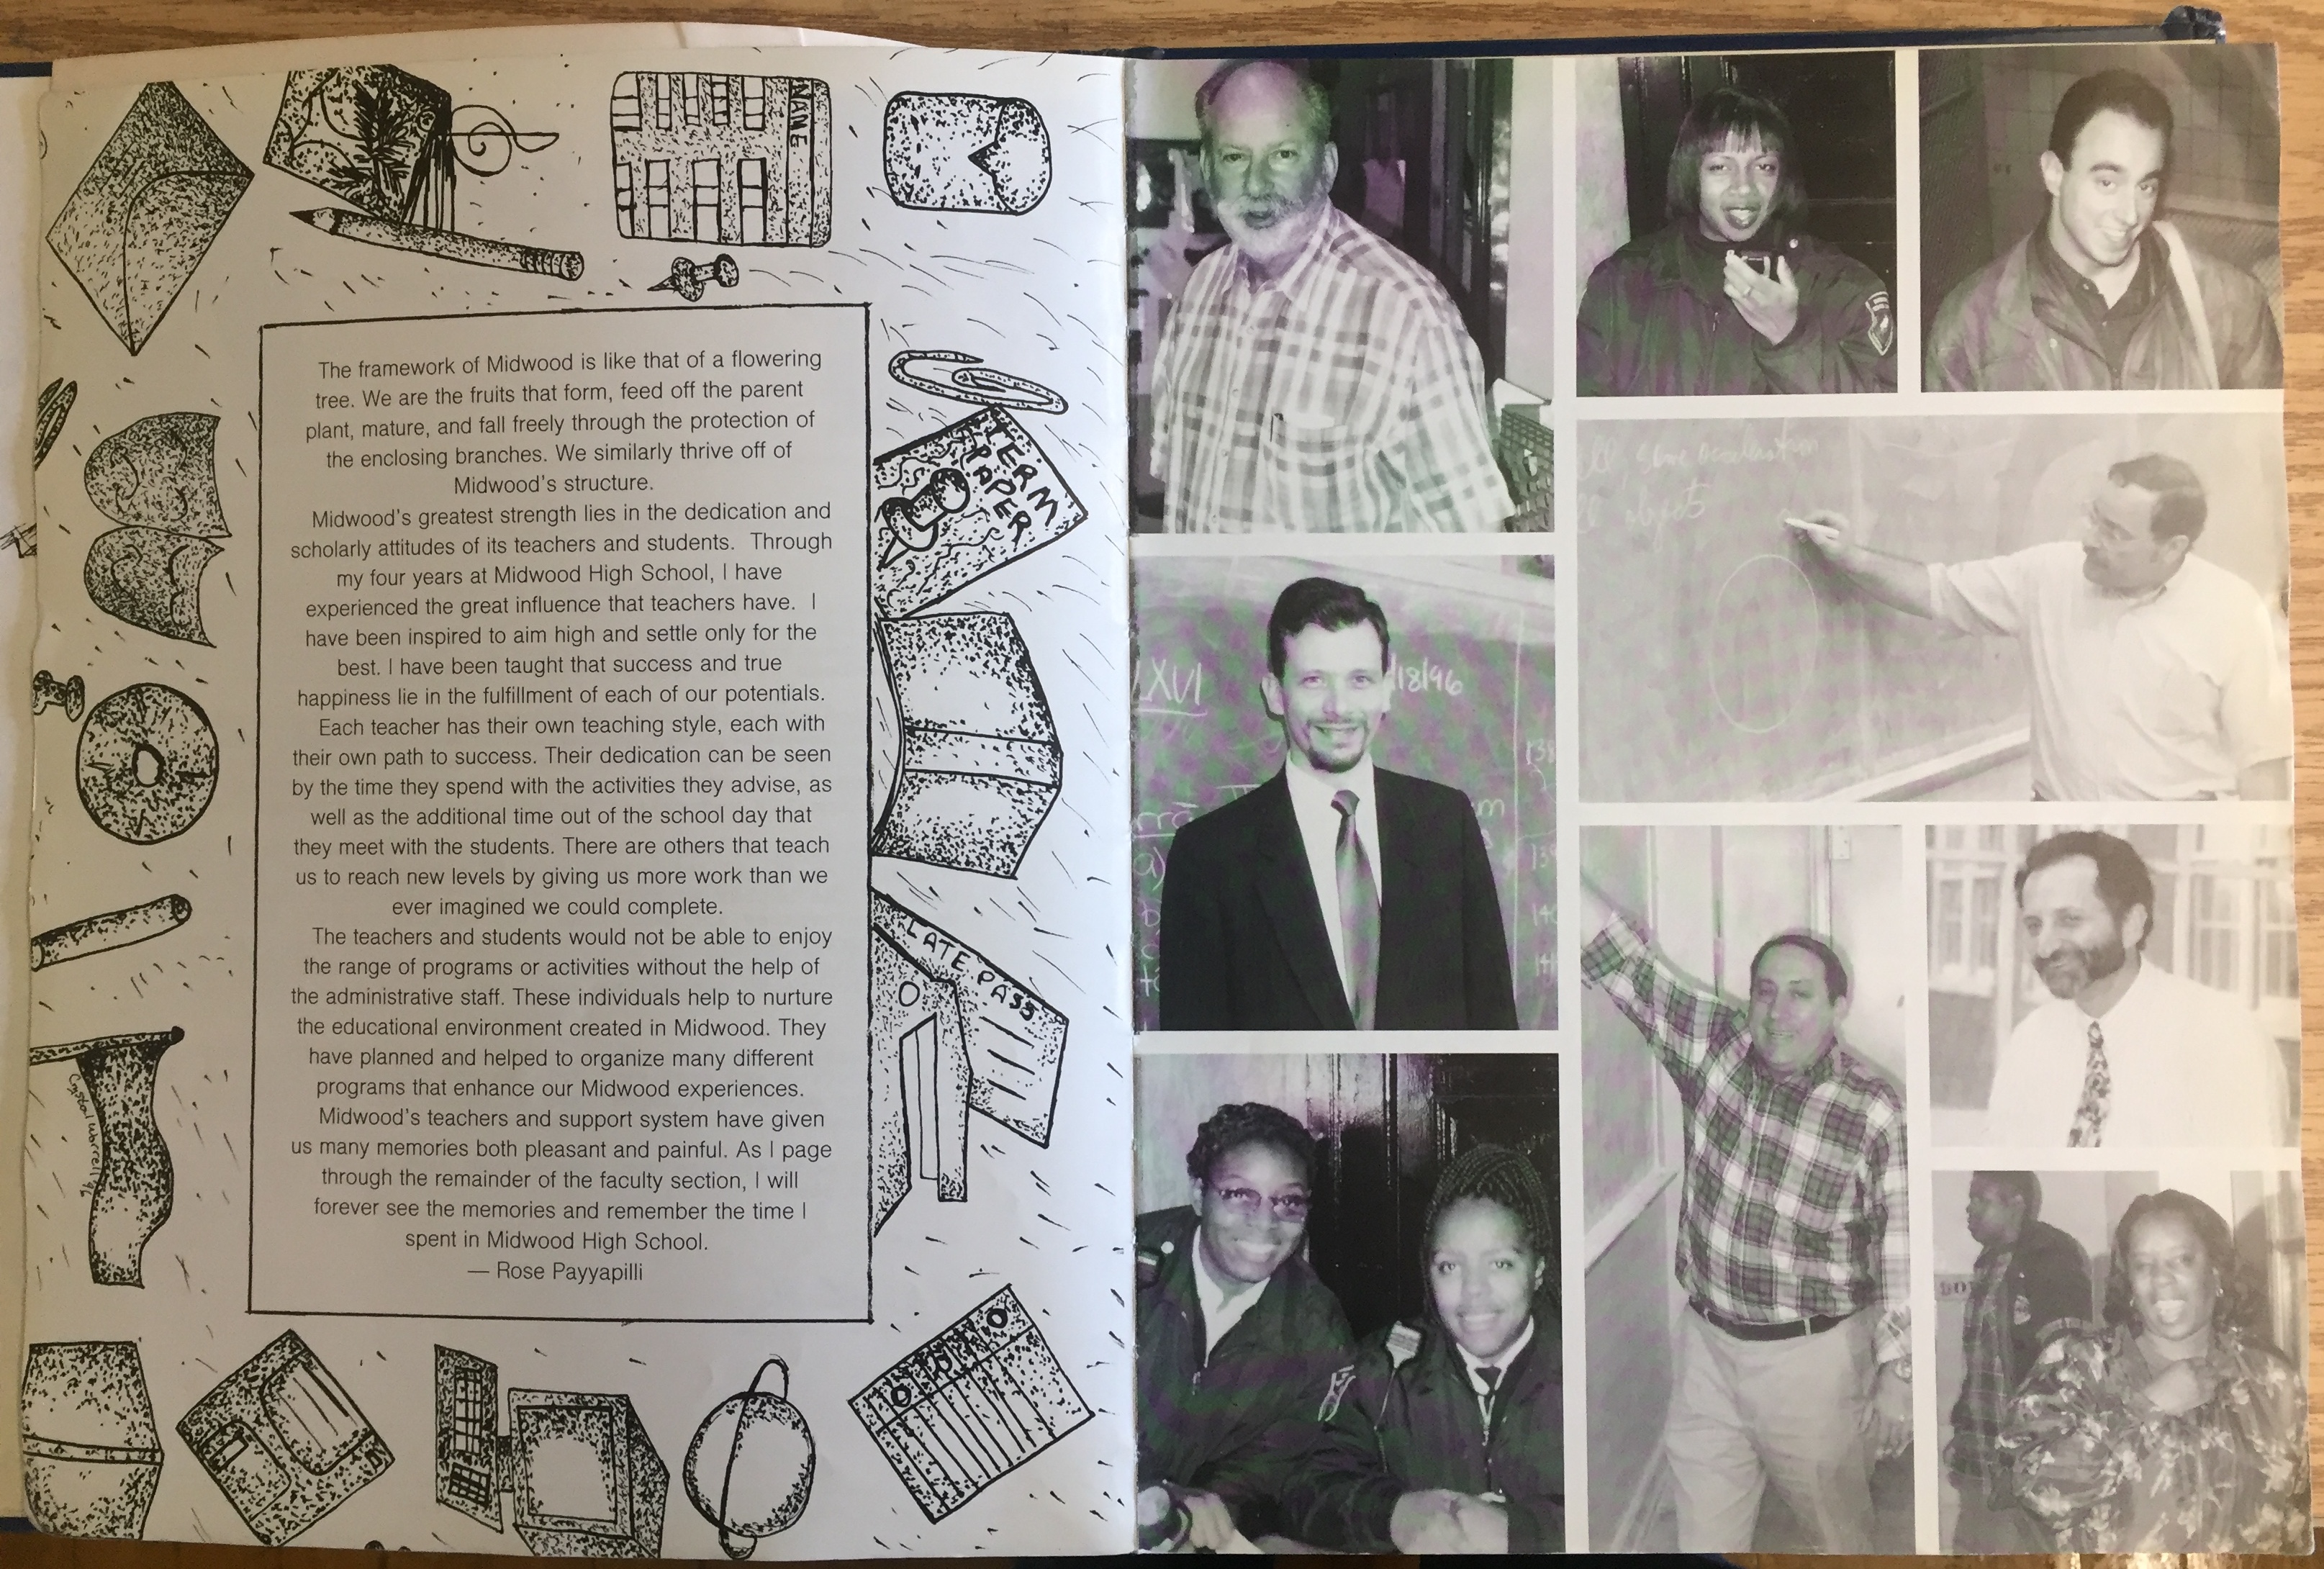 NAME
The framework of Midwood is like that of a flowering
tree. We are the fruits that form, feed off the parent
plant, mature, and fall freely through the protection of
the enclosing branches. We similarly thrive off of
Midwood's structure.
Midwood's greatest strength lies in the dedication and
scholarly attitudes of its teachers and students.  Through
my four years at Midwood High School, I have
experienced the great influence that teachers have.  I
have been inspired to aim high and settle only for the
best. I have been taught that success and true
happiness lie in the fulfillment of each of our potentials.
Each teacher has their own teaching style, each with
their own path to success. Their dedication can be seen
by the time they spend with the activities they advise, as
well as the additional time out of the school day that
they meet with the students. There are others that teach
us to reach new levels by giving us more work than we
ever imagined we could complete.
The teachers and students would not be able to enjoy
the range of programs or activities without the help of
the administrative staff. These individuals help to nurture
the educational environment created in Midwood. They
have planned and helped to organize many different
programs that enhance our Midwood experiences.
Midwood's teachers and support system have given
us many memories both pleasant and painful. As I page
through the remainder of the faculty section, I will
forever see the memories and remember the time I
spent in Midwood High School.
— Rose Payyapilli
TERM
PAPER
LATE PASS
Crystal Worrell '96
LXVI
/18/96
objects